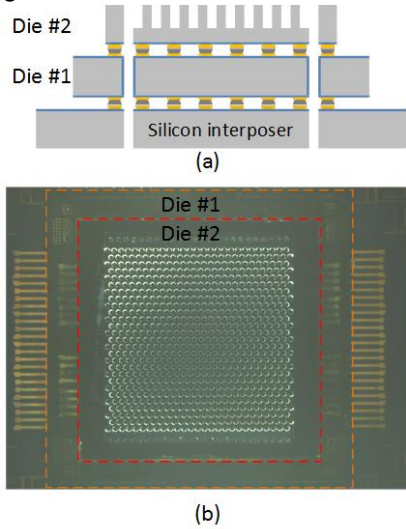 Die #2
Die #1
Silicon interposer
(a)
Die #1
Die #2
(b)